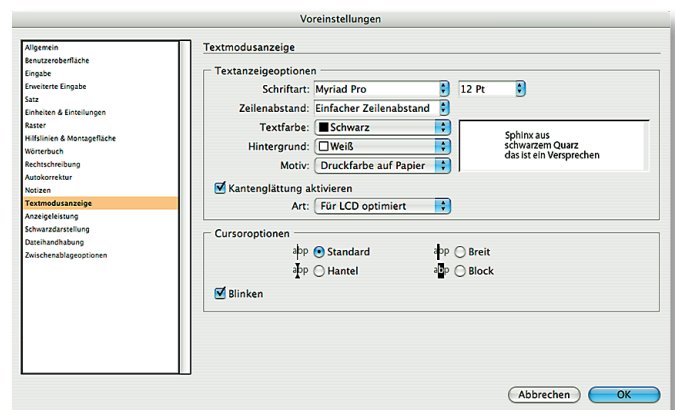 Voreinstellungen
Allgemein
Benutzeroberfläche
Eingabe
Erweiterte Eingabe
Satz
Einheiten & Einteilungen
Raster
Hilfslinien & Montagefläche
Wörterbuch
Rechtschreibung
Autokorrektur
Notizen
Textmodusanzeige
Anzeigeleistung
Schwarzdarstellung
Dateihandhabung
Zwischenablageoptionen
Textmodusanzeige
Textanzeigeoptionen
Schriftart: Myriad Pro 12 Pt
Zeilenabstand: Einfacher Zeilenabstand
Textfarbe: Schwarz
Hintergrund: Weiß
Motiv: Druckfarbe auf Papier
Sphinx aus
schwarzem Quarz
das ist ein Versprechen
Kantenglättung aktivieren
Art: Für LCD optimiert
Cursoroptionen
abp Standard abp Breit
abp Hantel abp Block
Blinken
Abbrechen OK